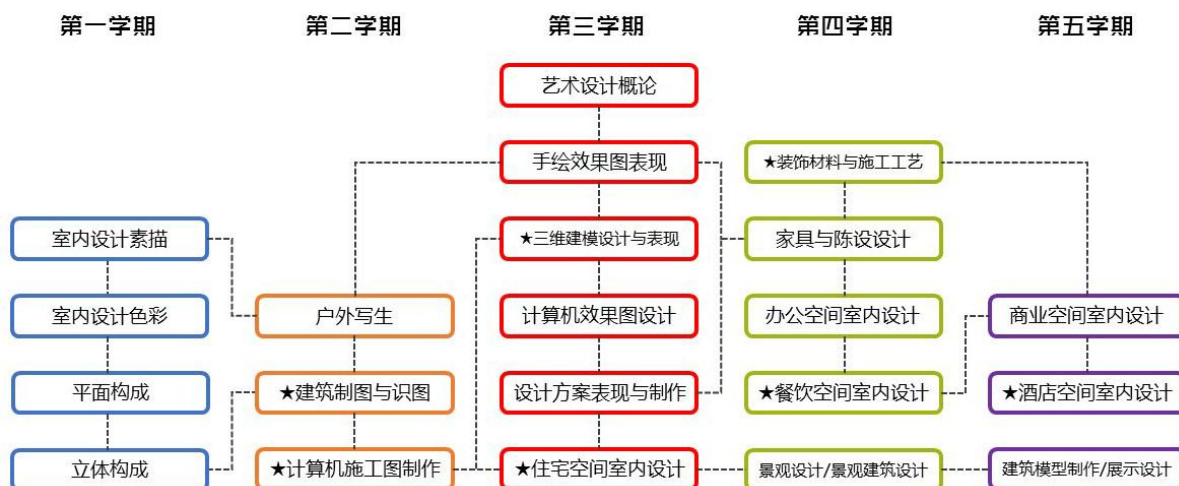 第一学期 第二学期 第三学期 第四学期 第五学期
艺术设计概论
手绘效果图表现 ★装饰材料与施工工艺
室内设计素描 ★三维建模设计与表现 家具与陈设设计
室内设计色彩 户外写生 计算机效果图设计 办公空间室内设计 商业空间室内设计
平面构成 ★建筑制图与识图 设计方案表现与制作 ★餐饮空间室内设计 ★酒店空间室内设计
立体构成 ★计算机施工图制作 ★住宅空间室内设计 景观设计/景观建筑设计 建筑模型制作/展示设计